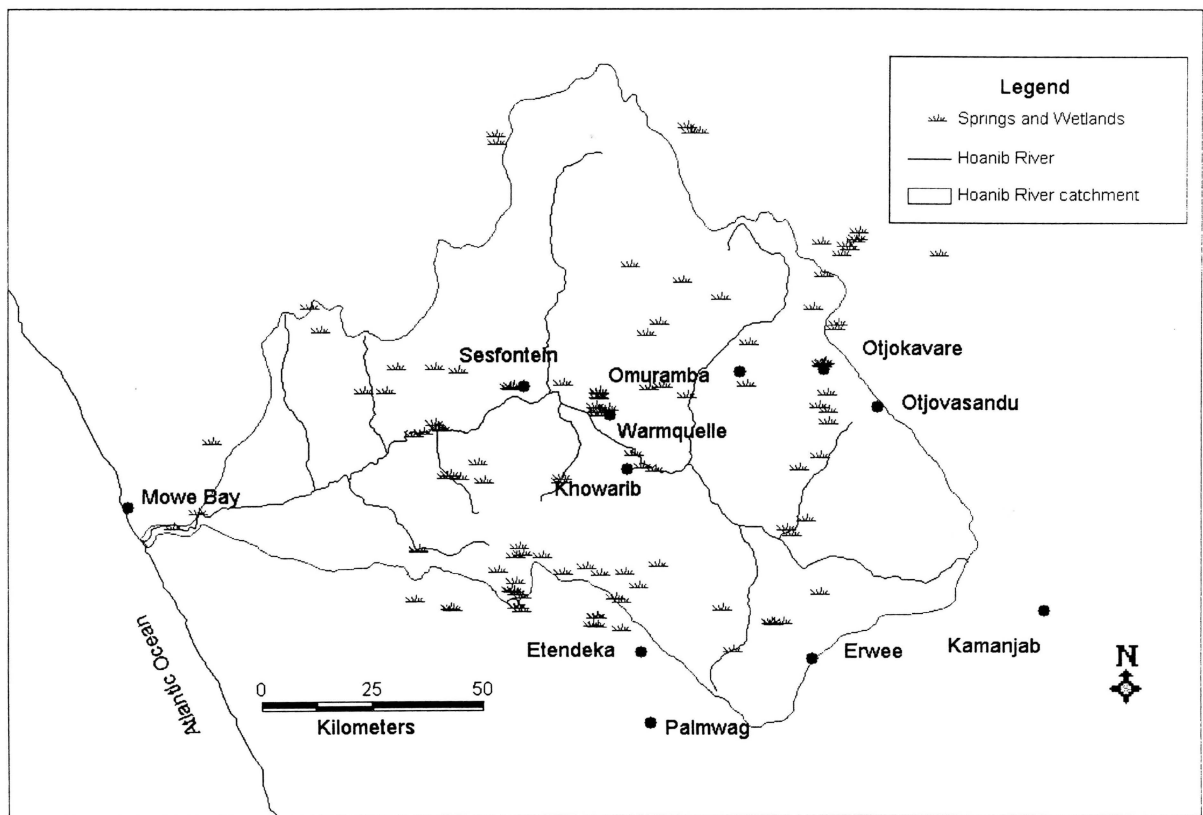 Legend
Springs and Wetlands
Hoanib River
Hoanib River catchment
Otjokavare
Sesfontein
Omuramba
Otjovasandu
Warmquelle
Khowarib
Mowe Bay
Atlantic Ocean
Etendeka
Erwee
Kamanjab
N
0 25 50
Kilometers
Palmwag